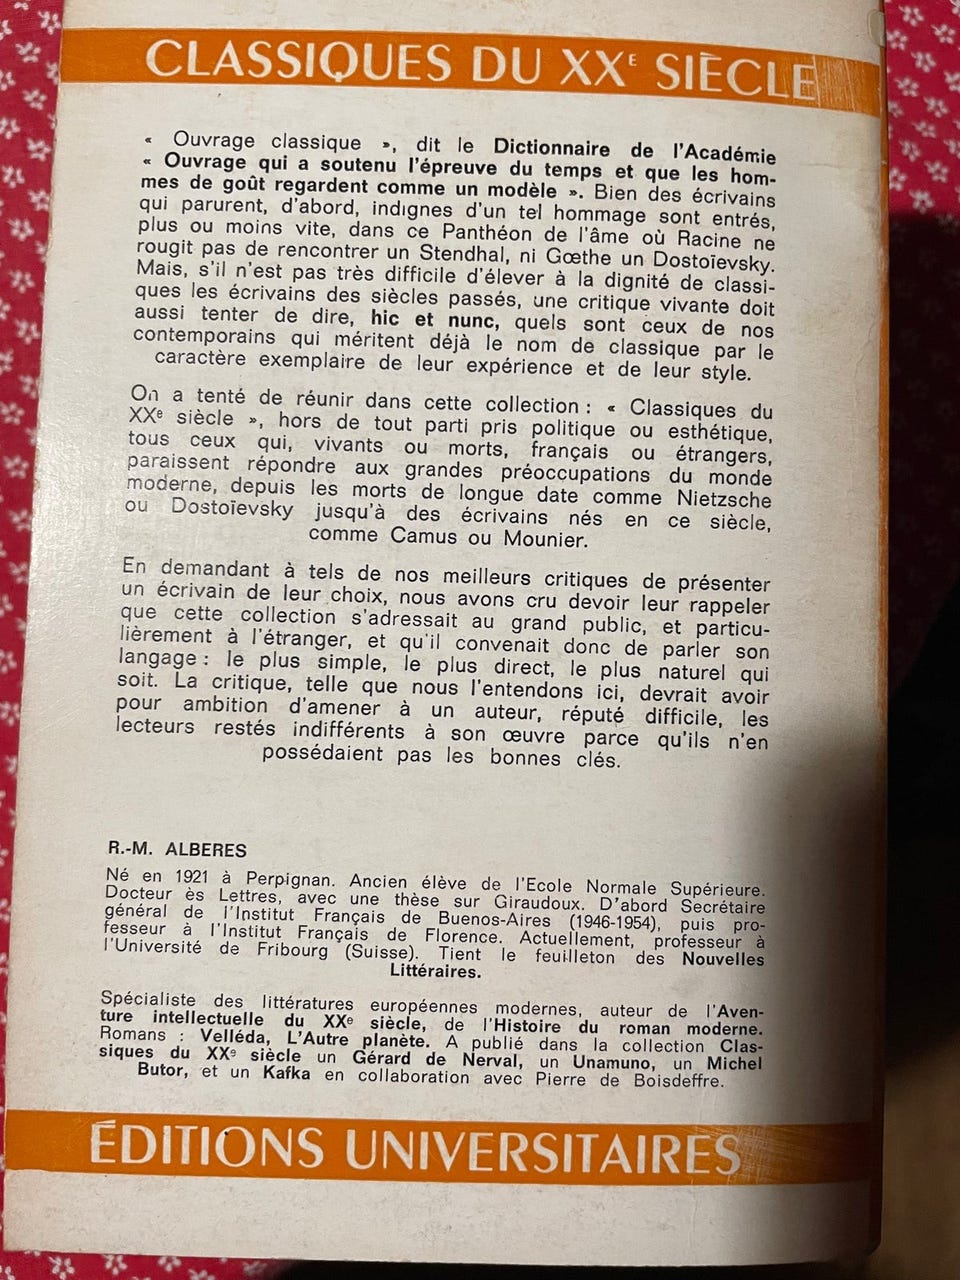 CLASSIQUES DU XXE SIÈCLE
« Ouvrage classique », dit le Dictionnaire de l'Académie
« Ouvrage qui a soutenu l'épreuve du temps et que les hom-
mes de goût regardent comme un modèle ». Bien des écrivains
qui parurent, d'abord, indignes d'un tel hommage sont entrés,
plus ou moins vite, dans ce Panthéon de l'âme où Racine ne
rougit pas de rencontrer un Stendhal, ni Gœthe un Dostoïevsky.
Mais, s'il n'est pas très difficile d'élever à la dignité de classi-
ques les écrivains des siècles passés, une critique vivante doit
aussi tenter de dire, hic et nunc, quels sont ceux de nos
contemporains qui méritent déjà le nom de classique par le
caractère exemplaire de leur expérience et de leur style.
On a tenté de réunir dans cette collection : « Classiques du
XXe siècle », hors de tout parti pris politique ou esthétique,
tous ceux qui, vivants ou morts, français ou étrangers,
paraissent répondre aux grandes préoccupations du monde
moderne, depuis les morts de longue date comme Nietzsche
ou Dostoïevsky jusqu'à des écrivains nés en ce siècle,
comme Camus ou Mounier.
En demandant à tels de nos meilleurs critiques de présenter
un écrivain de leur choix, nous avons cru devoir leur rappeler
que cette collection s'adressait au grand public, et particu-
lièrement à l'étranger, et qu'il convenait donc de parler son
langage : le plus simple, le plus direct, le plus naturel qui
soit. La critique, telle que nous l'entendons ici, devrait avoir
pour ambition d'amener à un auteur, réputé difficile, les
lecteurs restés indifférents à son œuvre parce qu'ils n'en
possédaient pas les bonnes clés.
R.-M. ALBERES
Né en 1921 à Perpignan. Ancien élève de l'Ecole Normale Supérieure.
Docteur ès Lettres, avec une thèse sur Giraudoux. D'abord Secrétaire
général de l'Institut Français de Buenos-Aires (1946-1954), puis pro-
fesseur à l'Institut Français de Florence. Actuellement, professeur à
l'Université de Fribourg (Suisse). Tient le feuilleton des Nouvelles
Littéraires.
Spécialiste des littératures européennes modernes, auteur de l'Aven-
ture intellectuelle du XXe siècle, de l'Histoire du roman moderne.
Romans : Velléda, L'Autre planète. A publié dans la collection Clas-
siques du XXe siècle un Gérard de Nerval, un Unamuno, un Michel
Butor, et un Kafka en collaboration avec Pierre de Boisdeffre.
ÉDITIONS UNIVERSITAIRES